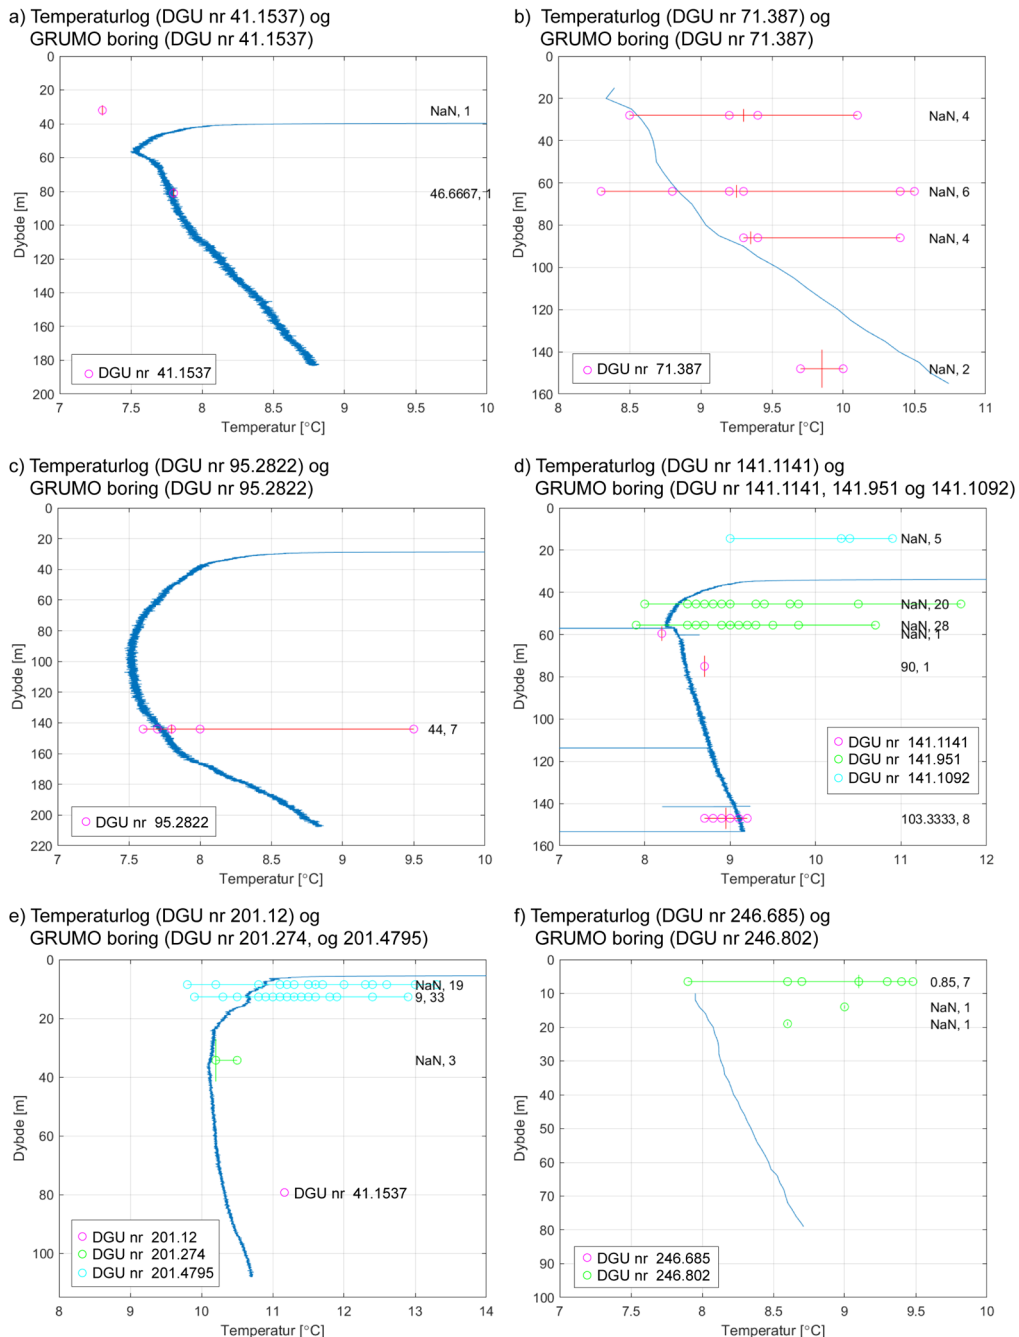 a) Temperaturlog (DGU nr 41.1537) og
GRUMO boring (DGU nr 41.1537)
0
20
40
60
80
100
120
140
160
180
200
Dybde [m]
NaN, 1
46.6667, 1
DGU nr 41.1537
7
7.5
8
8.5
9
9.5
10
Temperatur [°C]
b) Temperaturlog (DGU nr 71.387) og
GRUMO boring (DGU nr 71.387)
0
20
40
60
80
100
120
140
160
Dybde [m]
NaN, 4
NaN, 6
NaN, 4
NaN, 2
DGU nr 71.387
8
8.5
9
9.5
10
10.5
11
Temperatur [°C]
c) Temperaturlog (DGU nr 95.2822) og
GRUMO boring (DGU nr 95.2822)
0
20
40
60
80
100
120
140
160
180
200
220
Dybde [m]
44, 7
DGU nr 95.2822
7
7.5
8
8.5
9
9.5
10
Temperatur [°C]
d) Temperaturlog (DGU nr 141.1141) og
GRUMO boring (DGU nr 141.1141, 141.951 og 141.1092)
0
20
40
60
80
100
120
140
160
Dybde [m]
NaN, 5
NaN, 20
NaN, 28
NaN, 1
90, 1
103.3333, 8
DGU nr 141.1141
DGU nr 141.951
DGU nr 141.1092
7
8
9
10
11
12
Temperatur [°C]
e) Temperaturlog (DGU nr 201.12) og
GRUMO boring (DGU nr 201.274, og 201.4795)
0
20
40
60
80
100
Dybde [m]
NaN, 19
9, 33
NaN, 3
DGU nr 41.1537
DGU nr 201.12
DGU nr 201.274
DGU nr 201.4795
8
9
10
11
12
13
14
Temperatur [°C]
f) Temperaturlog (DGU nr 246.685) og
GRUMO boring (DGU nr 246.802)
0
10
20
30
40
50
60
70
80
90
100
Dybde [m]
0.85, 7
NaN, 1
NaN, 1
DGU nr 246.685
DGU nr 246.802
7
7.5
8
8.5
9
9.5
10
Temperatur [°C]